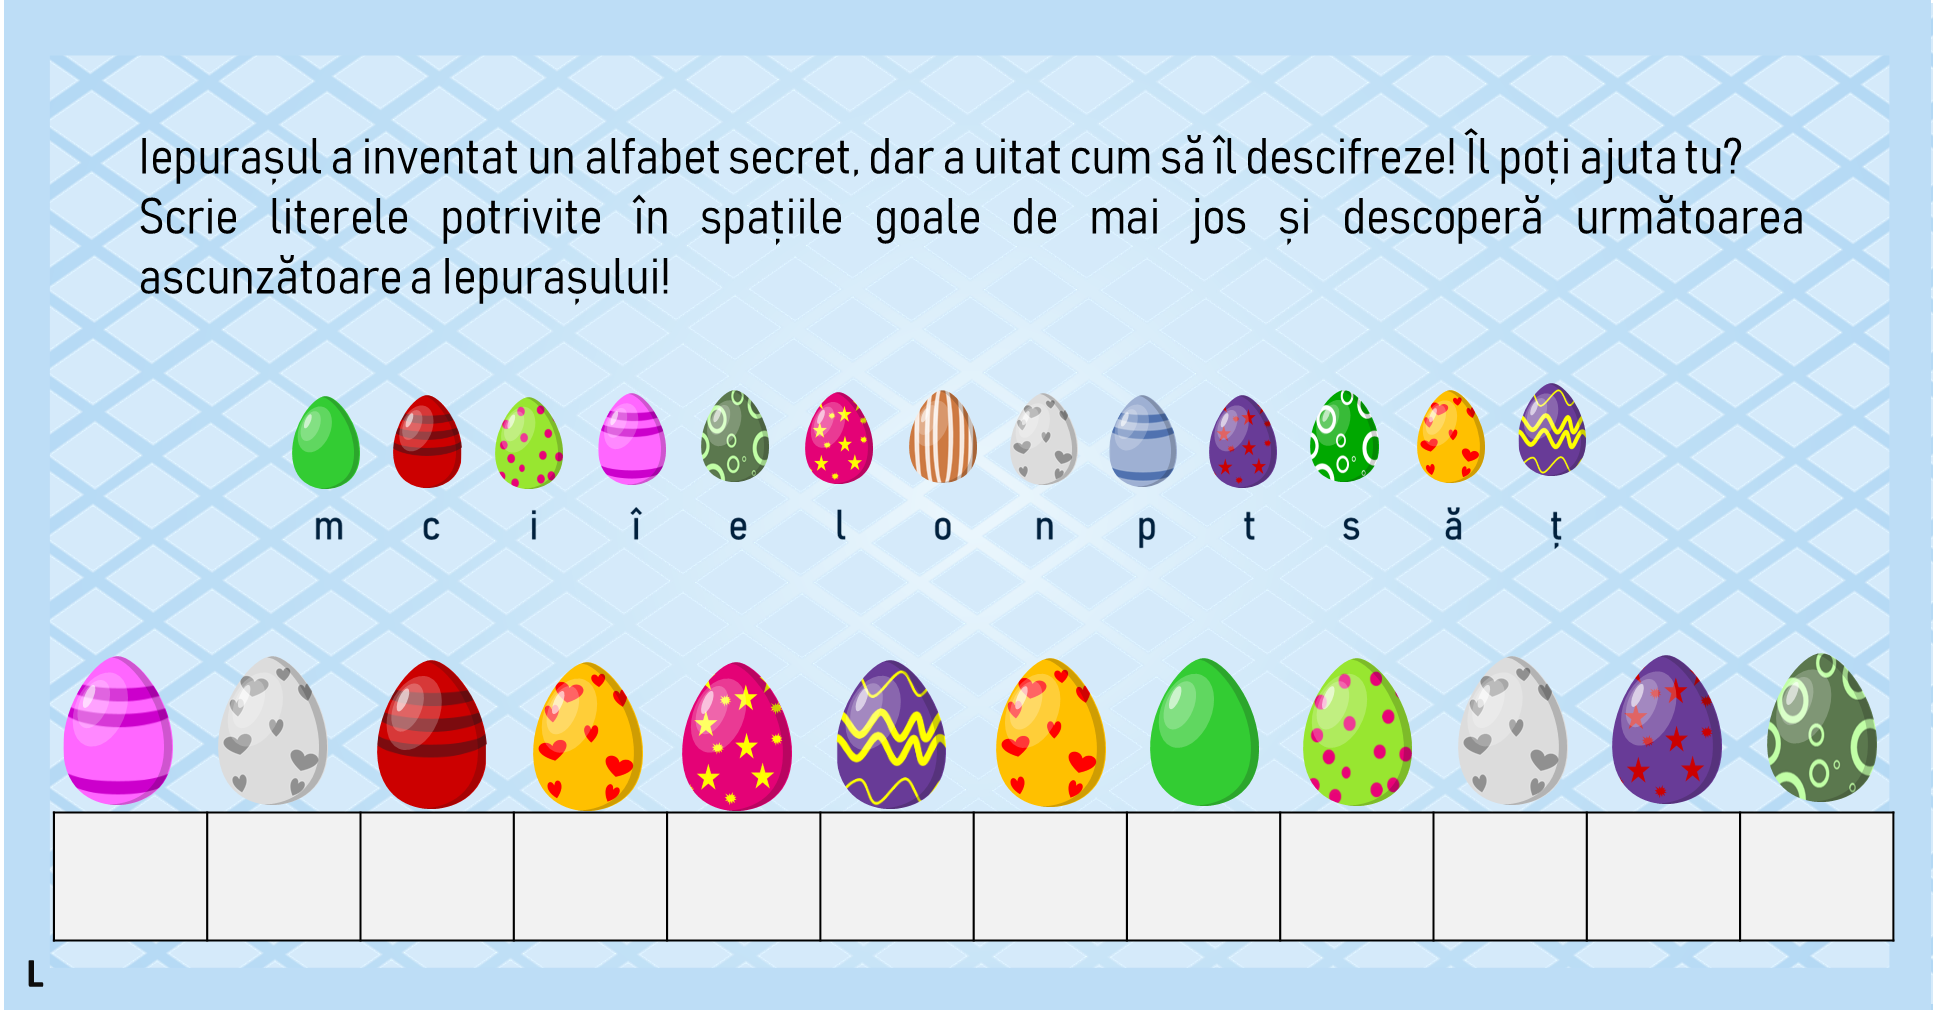 Iepurașul a inventat un alfabet secret, dar a uitat cum să îl descifreze! Îl poți ajuta tu?
Scrie literele potrivite în spațiile goale de mai jos și descoperă următoarea
ascunzătoare a Iepurașului!
m c i î e l o n p t s ă ț
L